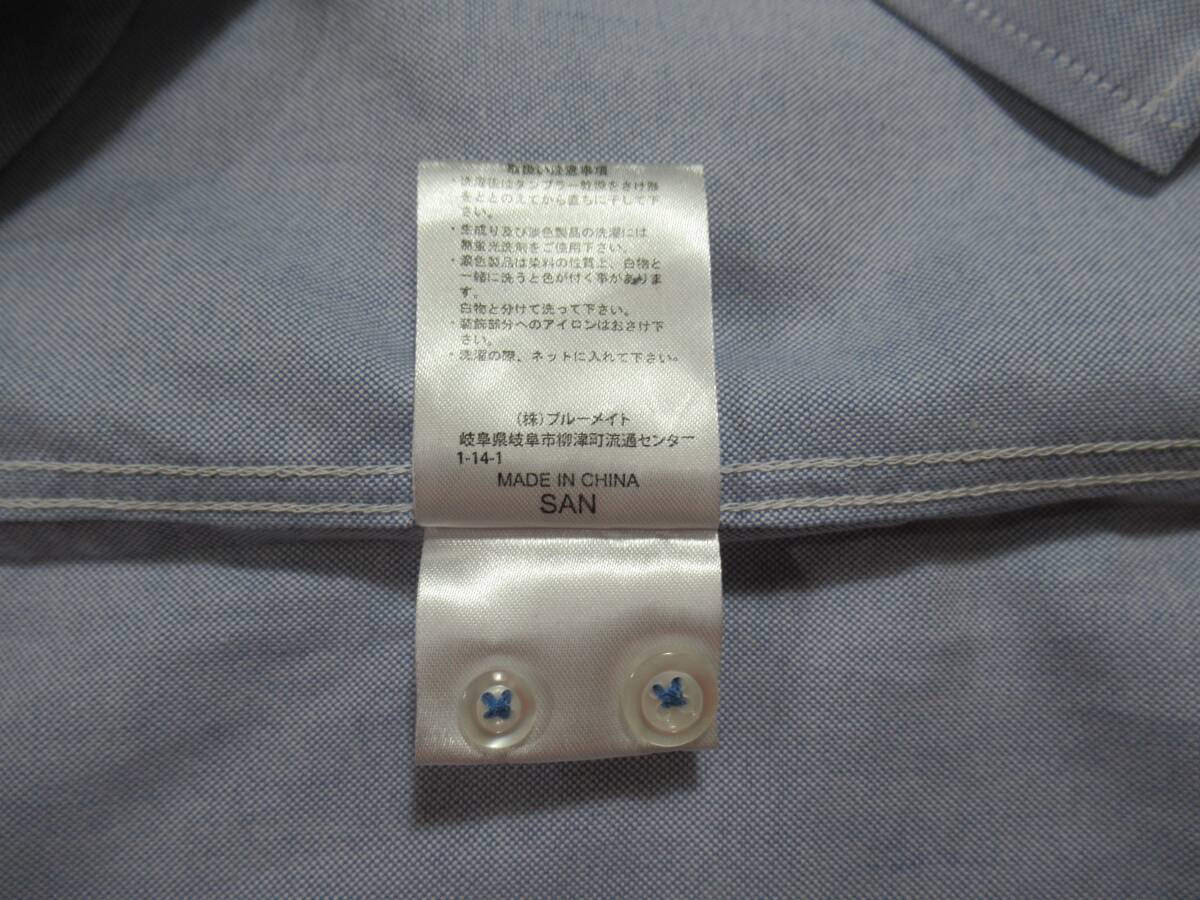 取扱い注意事項
・洗濯後はタンブラー乾燥をさけ形
をととのえてから直ちにそして下
さい。
・生成り及び淡色製品の洗濯には
無蛍光洗剤をご使用下さい。
・濃色製品は染料の性質上、白物と
一緒に洗うと色が付く事がありま
す。
白物と分けて洗って下さい。
・装飾部分へのアイロンはおさけ下
さい。
・洗濯の際、ネットに入れて下さい。
(株)ブルーメイト
岐阜県岐阜市柳津町流通センター
1-14-1
MADE IN CHINA
SAN